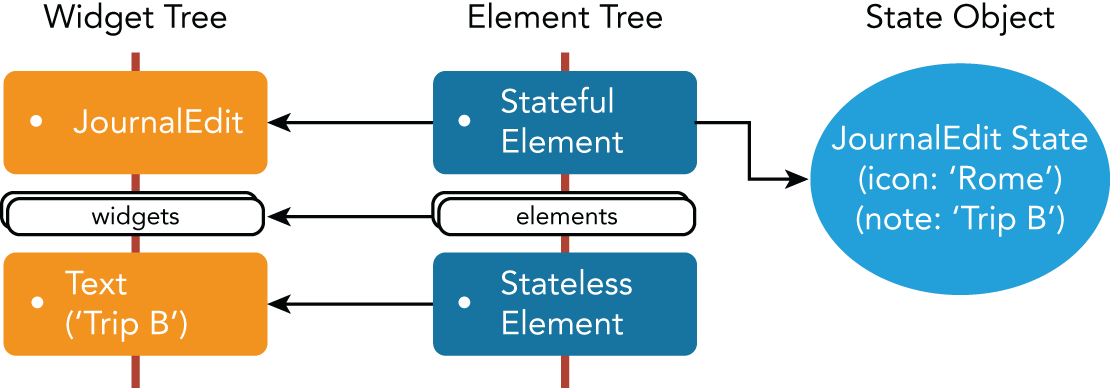 Widget Tree
Element Tree
State Object
• JournalEdit
• Stateful
Element
JournalEdit State
(icon: ‘Rome’)
(note: ‘Trip B’)
widgets
elements
• Text
(‘Trip B’)
• Stateless
Element